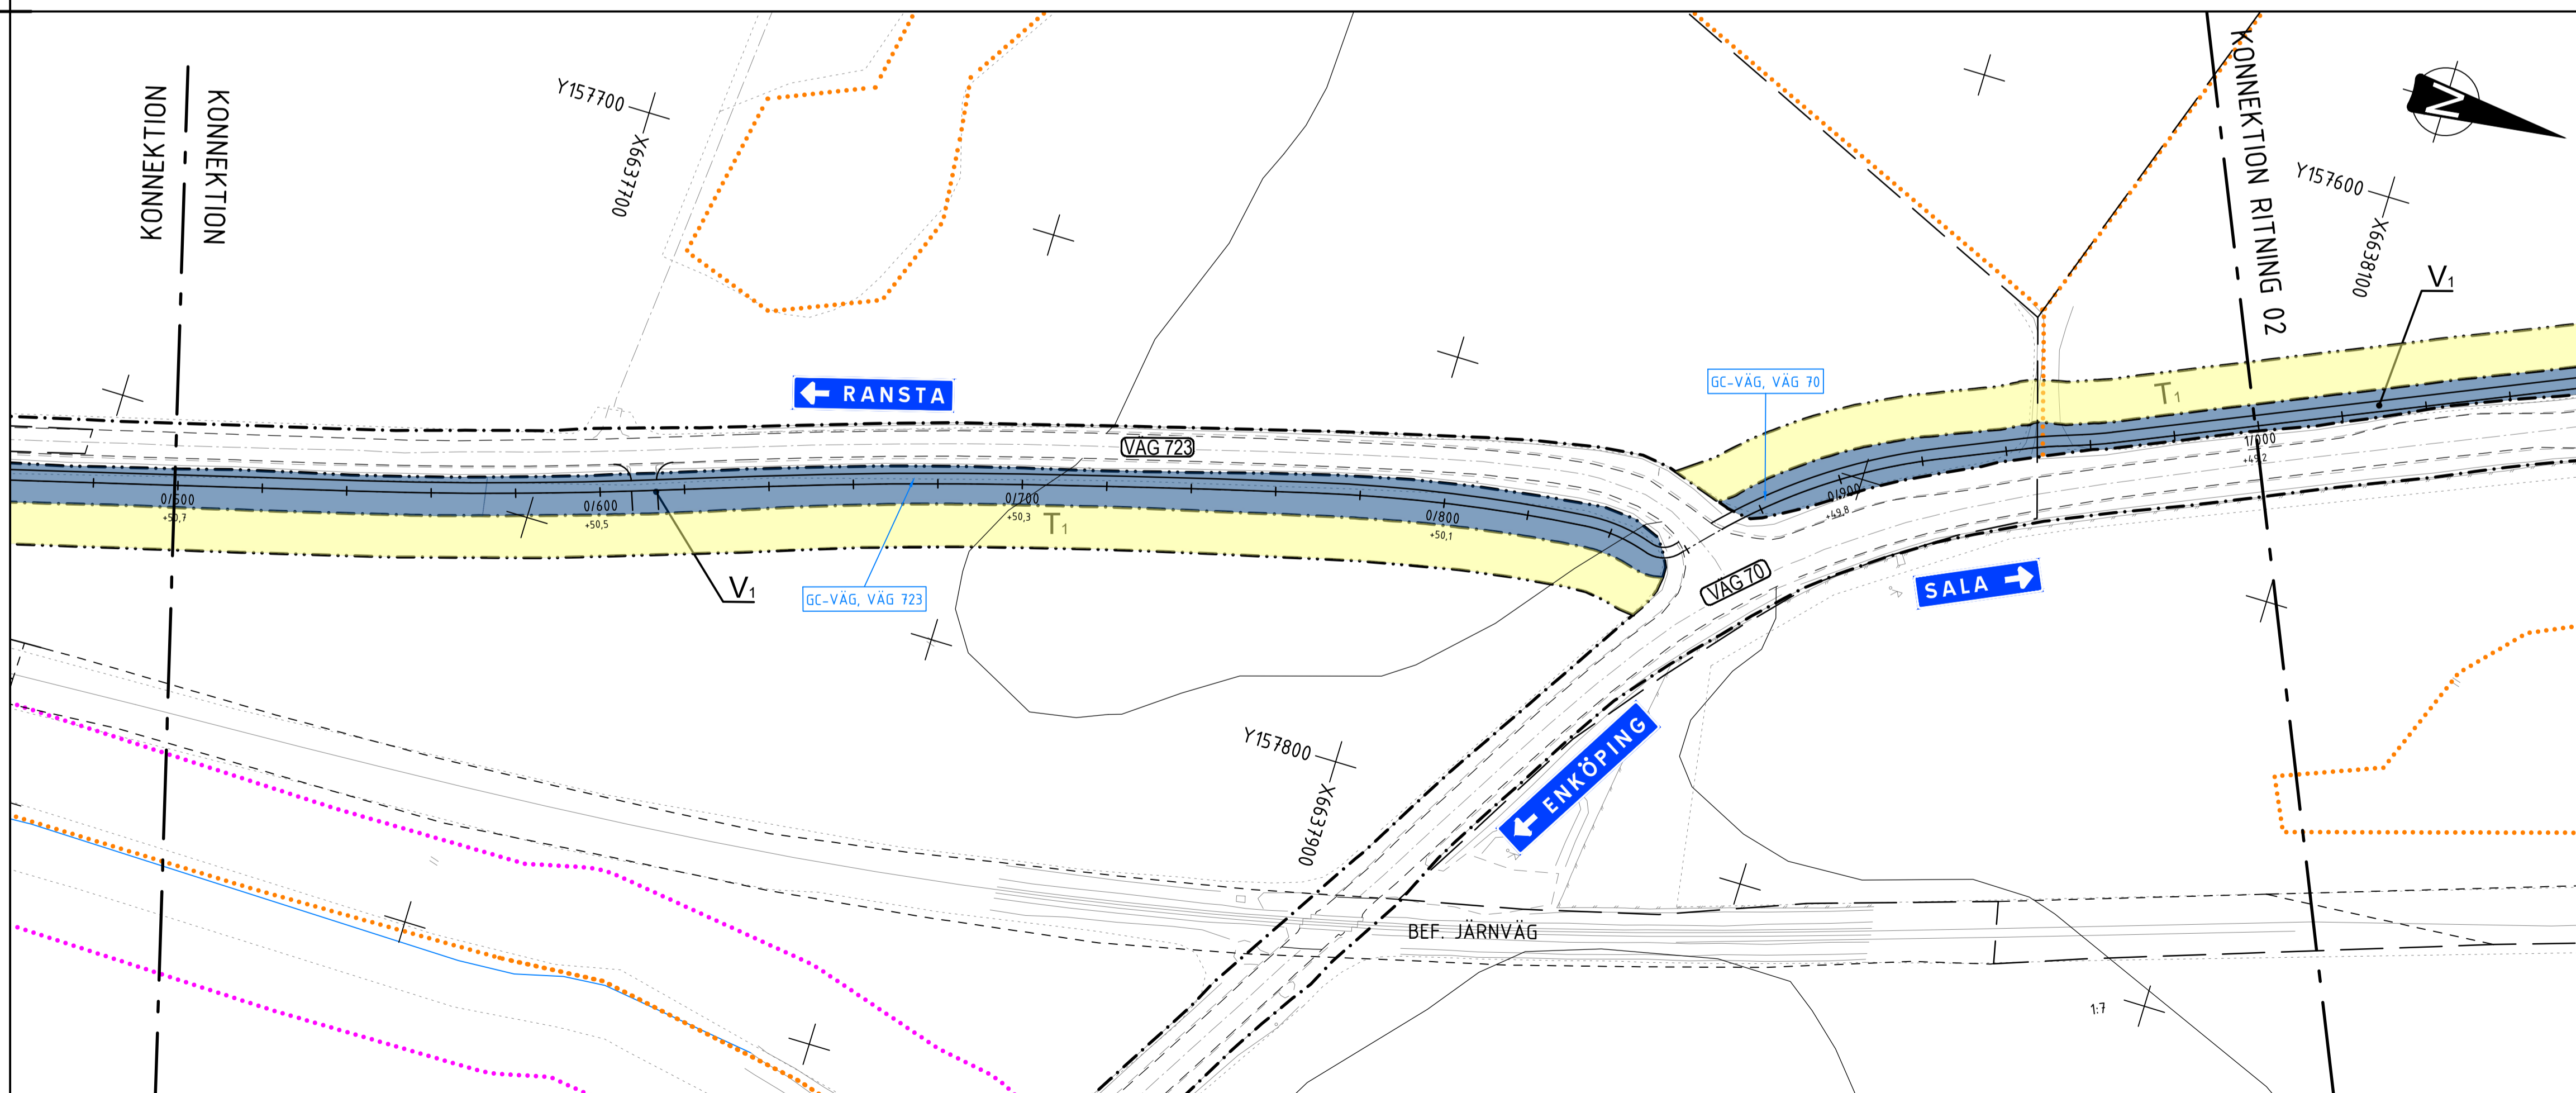 KONNEKTION
KONNEKTION
Y157700
X6637700
KONNEKTION RITNING 02
N
Y157600
X6638100
V1
RANSTA
VÄG 723
GC-VÄG, VÄG 70
T1
1/000
+49,2
0/500
+50,7
0/600
+50,5
0/700
+50,3
T1
0/800
+50,1
0/900
+49,8
V1
GC-VÄG, VÄG 723
VÄG 70
SALA
Y157800
X6637900
ENKÖPING
BEF. JÄRNVÄG
1:7